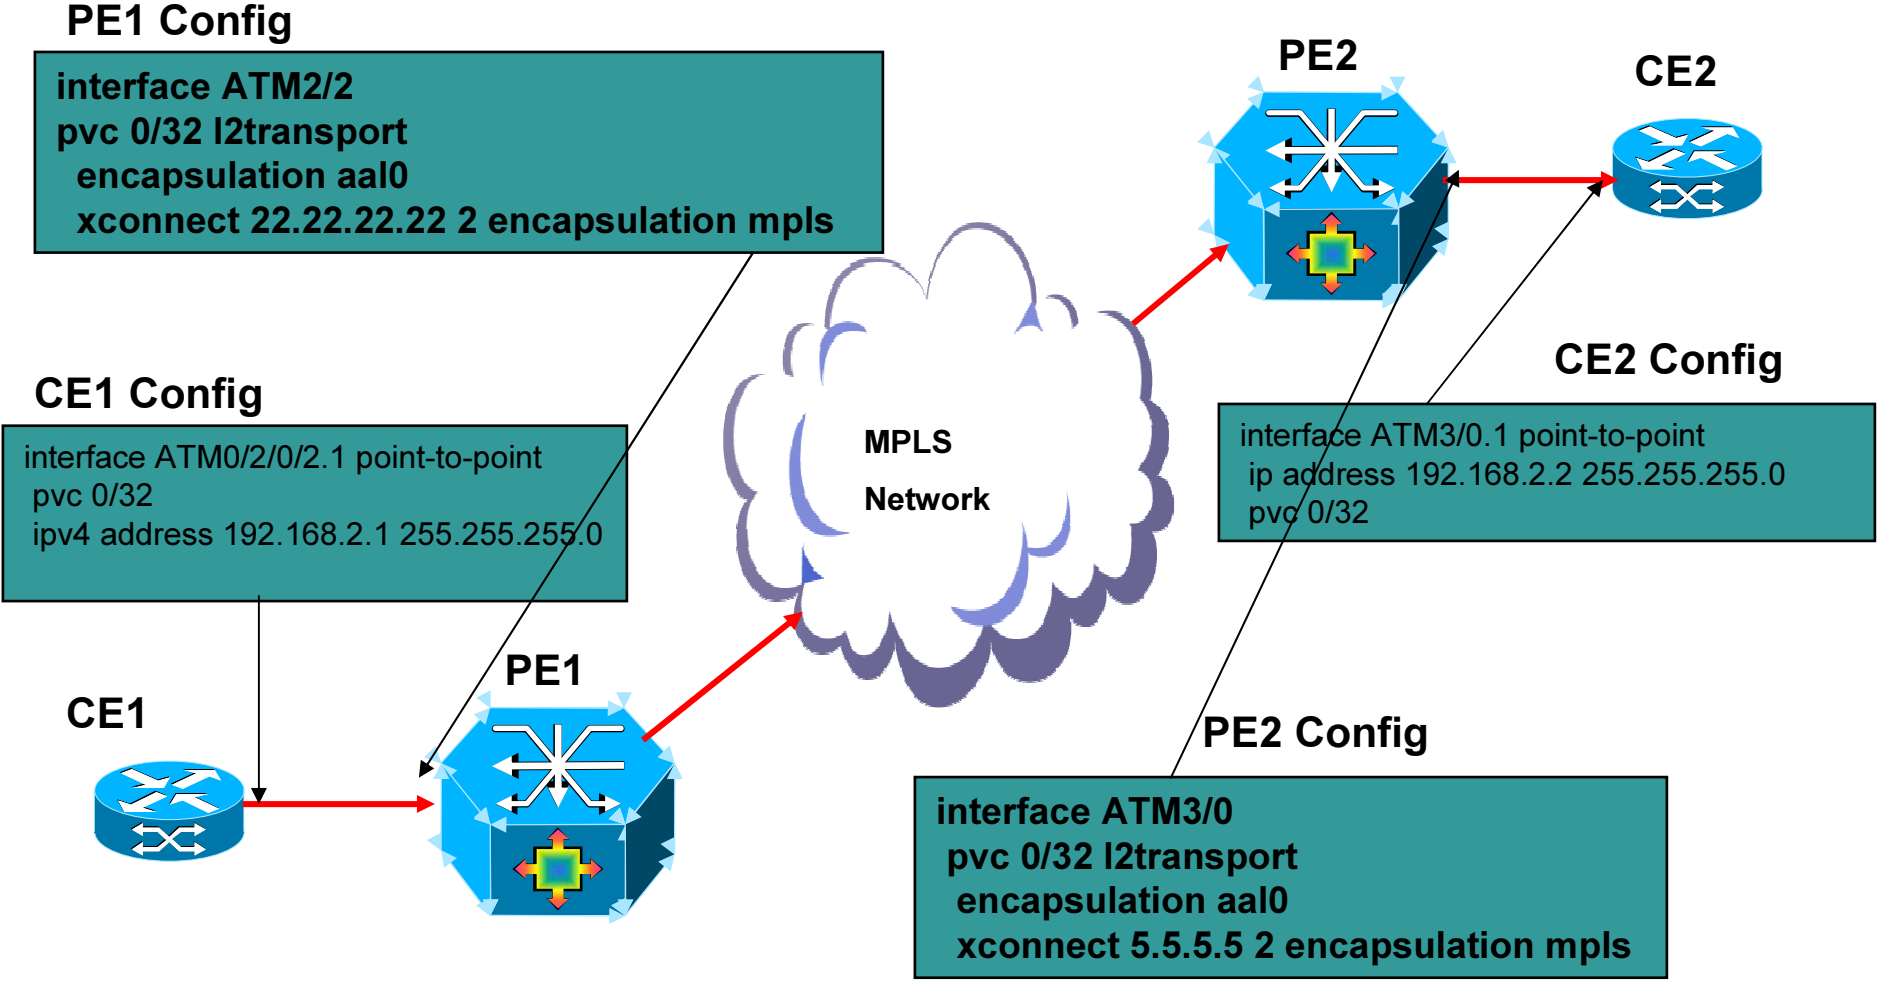 PE1 Config
interface ATM2/2
pvc 0/32 l2transport
encapsulation aal0
xconnect 22.22.22.22 2 encapsulation mpls
PE2
CE2
CE1 Config
interface ATM0/2/0/2.1 point-to-point
pvc 0/32
ipv4 address 192.168.2.1 255.255.255.0
MPLS
Network
CE2 Config
interface ATM3/0.1 point-to-point
ip address 192.168.2.2 255.255.255.0
pvc 0/32
CE1
PE1
PE2 Config
interface ATM3/0
pvc 0/32 l2transport
encapsulation aal0
xconnect 5.5.5.5 2 encapsulation mpls